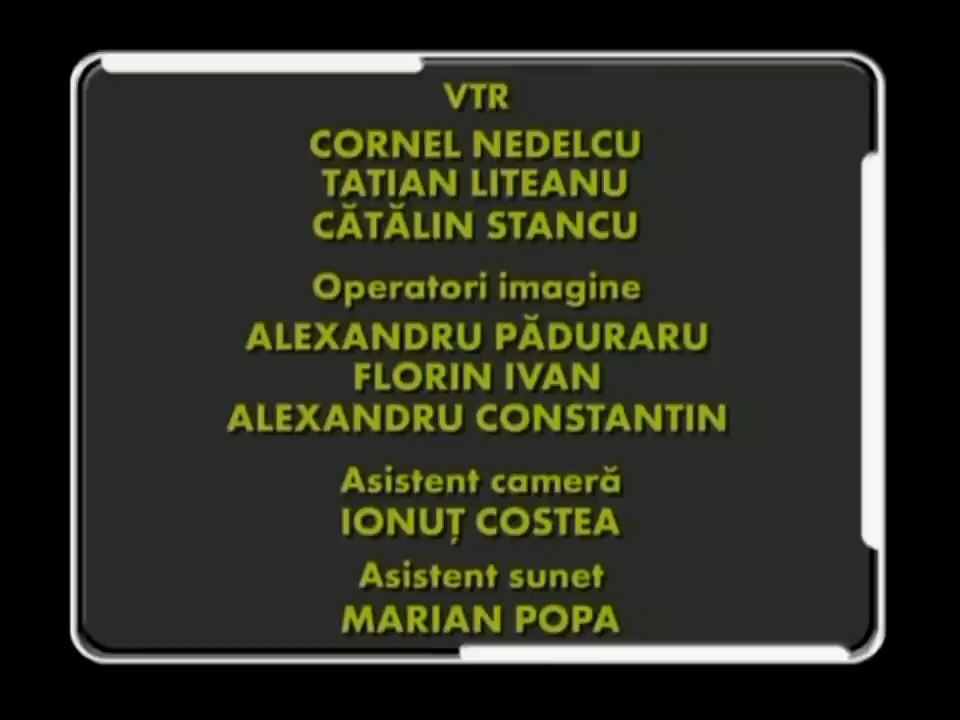 VTR
CORNEL NEDELCU
TATIAN LITEANU
CĂTĂLIN STANCU
Operatori imagine
ALEXANDRU PĂDURARU
FLORIN IVAN
ALEXANDRU CONSTANTIN
Asistent cameră
IONUȚ COSTEA
Asistent sunet
MARIAN POPA